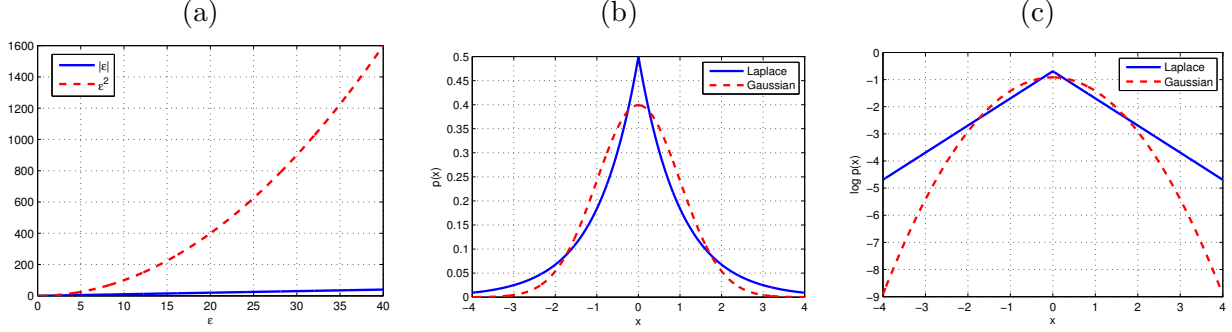 (a)
1600
1400
1200
1000
800
600
400
200
0
|ε|
ε²
0 5 10 15 20 25 30 35 40
ε
(b)
0.5
0.45
0.4
0.35
0.3
0.25
0.2
0.15
0.1
0.05
0
p(x)
Laplace
Gaussian
−4 −3 −2 −1 0 1 2 3 4
x
(c)
0
−1
−2
−3
−4
−5
−6
−7
−8
−9
log p(x)
Laplace
Gaussian
−4 −3 −2 −1 0 1 2 3 4
x